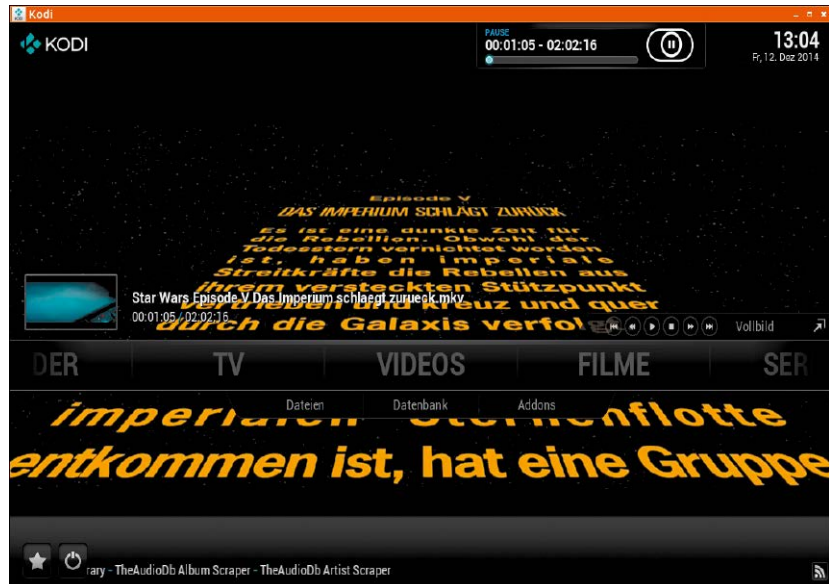 Kodi
KODI
PAUSE
00:01:05 - 02:02:16
13:04
Fr, 12. Dez 2014
Episode V
DAS IMPERIUM SCHLÄGT ZURÜCK
Es ist eine dunkle Zeit für
die Rebellion. Obwohl der
Todesstern vernichtet worden
ist, haben imperiale
Streitkräfte die Rebellen aus
ihrem versteckten Stützpunkt
Star Wars Episode V Das Imperium schlaegt zurueck.mkv
vertrieben und kreuz und quer
00:01:05 / 02:02:16
durch die Galaxis verfol
Vollbild
DER TV VIDEOS FILME SER
Dateien Datenbank Addons
imperialen Sternenflotte
entkommen ist, hat eine Gruppe
rary - TheAudioDb Album Scraper - TheAudioDb Artist Scraper